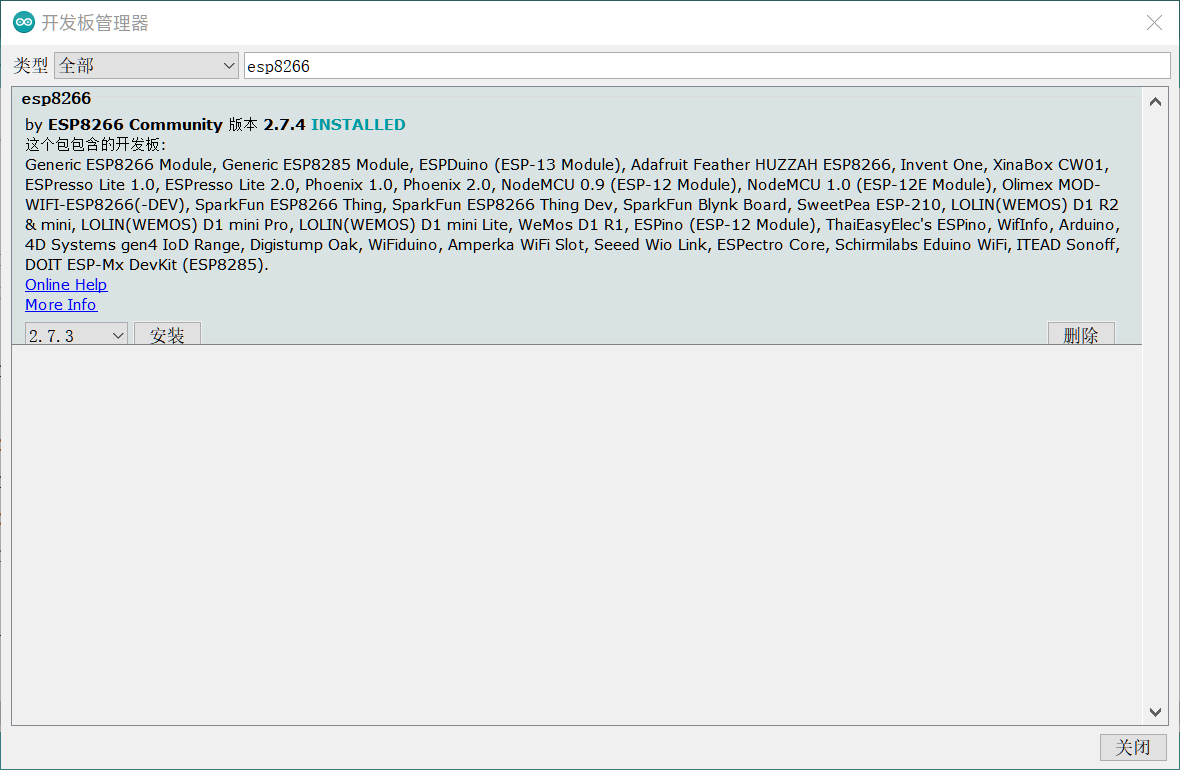 开发板管理器
类型 全部 esp8266
esp8266
by ESP8266 Community 版本 2.7.4 INSTALLED
这个包包含的开发板:
Generic ESP8266 Module, Generic ESP8285 Module, ESPDuino (ESP-13 Module), Adafruit Feather HUZZAH ESP8266, Invent One, XinaBox CW01,
ESPresso Lite 1.0, ESPresso Lite 2.0, Phoenix 1.0, Phoenix 2.0, NodeMCU 0.9 (ESP-12 Module), NodeMCU 1.0 (ESP-12E Module), Olimex MOD-
WIFI-ESP8266(-DEV), SparkFun ESP8266 Thing, SparkFun ESP8266 Thing Dev, SparkFun Blynk Board, SweetPea ESP-210, LOLIN(WEMOS) D1 R2
& mini, LOLIN(WEMOS) D1 mini Pro, LOLIN(WEMOS) D1 mini Lite, WeMos D1 R1, ESPino (ESP-12 Module), ThaiEasyElec's ESPino, WifInfo, Arduino,
4D Systems gen4 IoD Range, Digistump Oak, WiFiduino, Amperka WiFi Slot, Seeed Wio Link, ESPectro Core, Schirmilabs Eduino WiFi, ITEAD Sonoff,
DOIT ESP-Mx DevKit (ESP8285).
Online Help
More Info
2.7.3 安装 删除
关闭